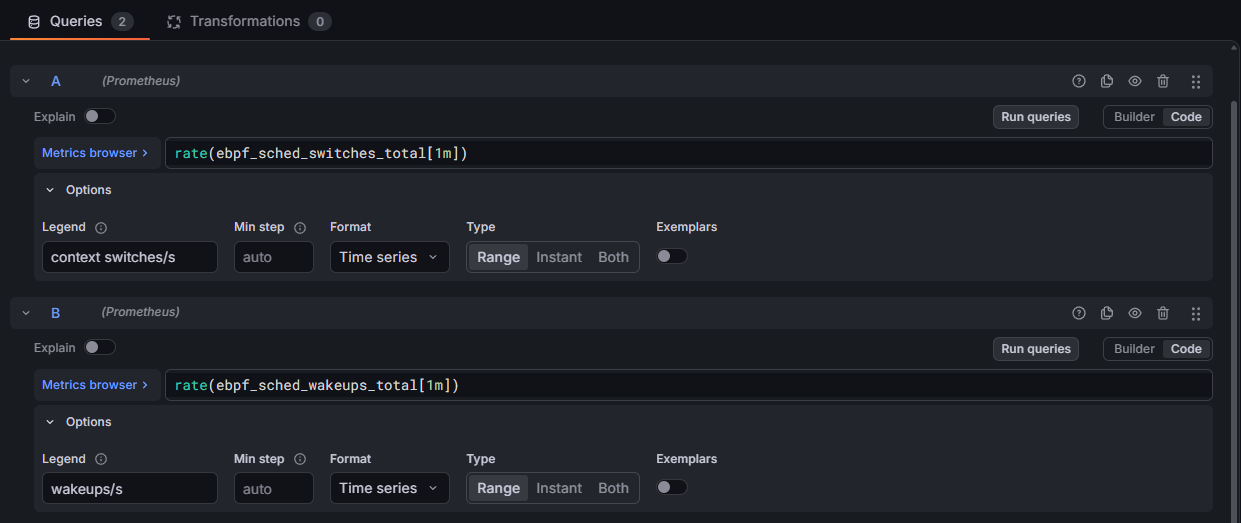 Queries 2 Transformations 0
A (Prometheus)
Explain Run queries Builder Code
Metrics browser > rate(ebpf_sched_switches_total[1m])
Options
Legend Min step Format Type Exemplars
context switches/s auto Time series Range Instant Both
B (Prometheus)
Explain Run queries Builder Code
Metrics browser > rate(ebpf_sched_wakeups_total[1m])
Options
Legend Min step Format Type Exemplars
wakeups/s auto Time series Range Instant Both